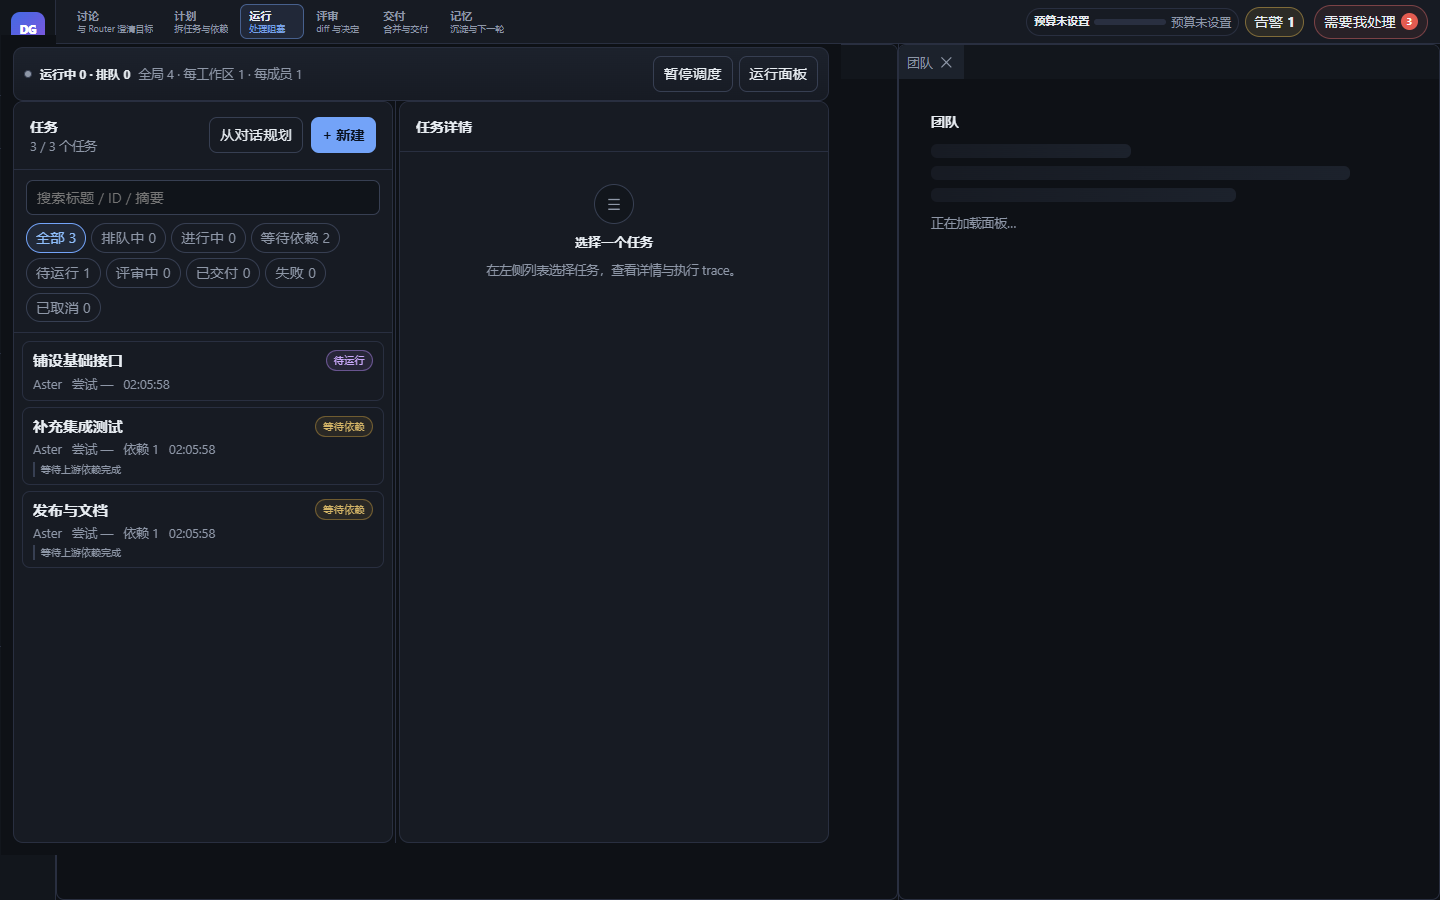 DG
讨论
与 Router 澄清目标
计划
拆任务与依赖
运行
处理阻塞
评审
diff 与决定
交付
合并与交付
记忆
沉淀与下一轮
预算未设置 预算未设置
告警 1
需要我处理 3
运行中 0 · 排队 0 全局 4 · 每工作区 1 · 每成员 1
暂停调度
运行面板
任务
3 / 3 个任务
从对话规划
+ 新建
搜索标题 / ID / 摘要
全部 3 排队中 0 进行中 0 等待依赖 2
待运行 1 评审中 0 已交付 0 失败 0
已取消 0
铺设基础接口 待运行
Aster 尝试 — 02:05:58
补充集成测试 等待依赖
Aster 尝试 — 依赖 1 02:05:58
等待上游依赖完成
发布与文档 等待依赖
Aster 尝试 — 依赖 1 02:05:58
等待上游依赖完成
任务详情
选择一个任务
在左侧列表选择任务，查看详情与执行 trace。
团队
团队
正在加载面板...